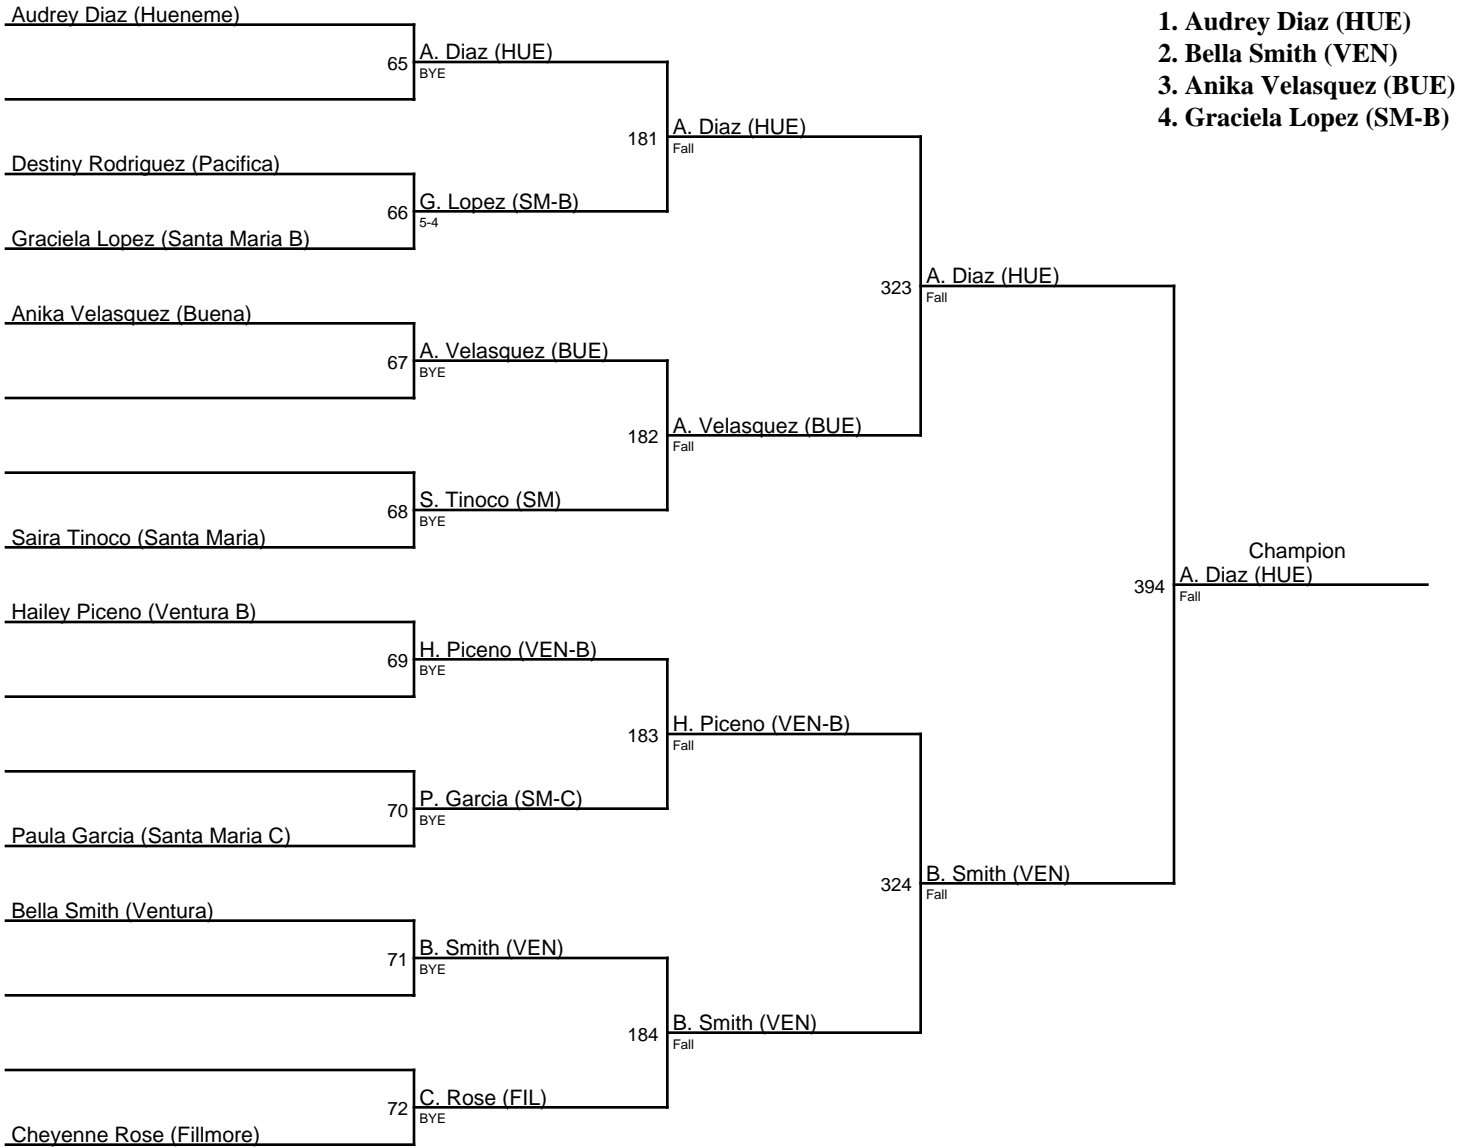 Audrey Diaz (Hueneme)
65
A. Diaz (HUE)
BYE
Destiny Rodriguez (Pacifica)
66
G. Lopez (SM-B)
5-4
Graciela Lopez (Santa Maria B)
181
A. Diaz (HUE)
Fall
Anika Velasquez (Buena)
67
A. Velasquez (BUE)
BYE
68
S. Tinoco (SM)
BYE
Saira Tinoco (Santa Maria)
182
A. Velasquez (BUE)
Fall
323
A. Diaz (HUE)
Fall
Hailey Piceno (Ventura B)
69
H. Piceno (VEN-B)
BYE
70
P. Garcia (SM-C)
BYE
Paula Garcia (Santa Maria C)
183
H. Piceno (VEN-B)
Fall
Bella Smith (Ventura)
71
B. Smith (VEN)
BYE
72
C. Rose (FIL)
BYE
Cheyenne Rose (Fillmore)
184
B. Smith (VEN)
Fall
324
B. Smith (VEN)
Fall
Champion
394
A. Diaz (HUE)
Fall
1. Audrey Diaz (HUE)
2. Bella Smith (VEN)
3. Anika Velasquez (BUE)
4. Graciela Lopez (SM-B)